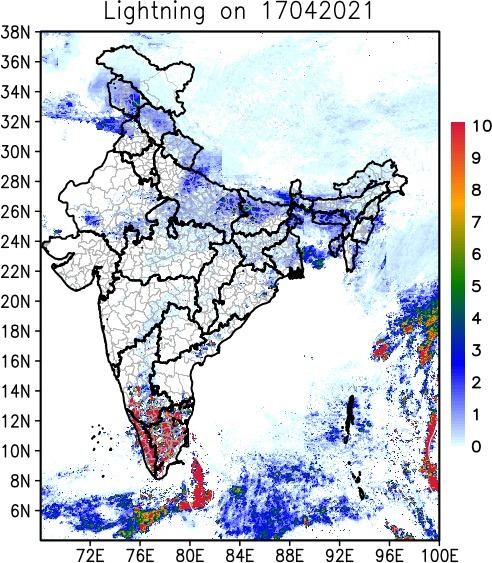 Lightning on 17042021
38N
36N
34N
32N
30N
28N
26N
24N
22N
20N
18N
16N
14N
12N
10N
8N
6N
72E 76E 80E 84E 88E 92E 96E 100E
10
9
8
7
6
5
4
3
2
1
0